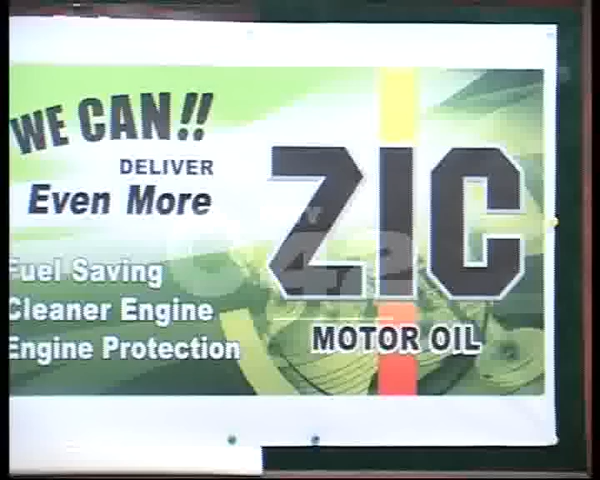 WE CAN!!
DELIVER
Even More
Fuel Saving
Cleaner Engine
Engine Protection
ZIC
MOTOR OIL